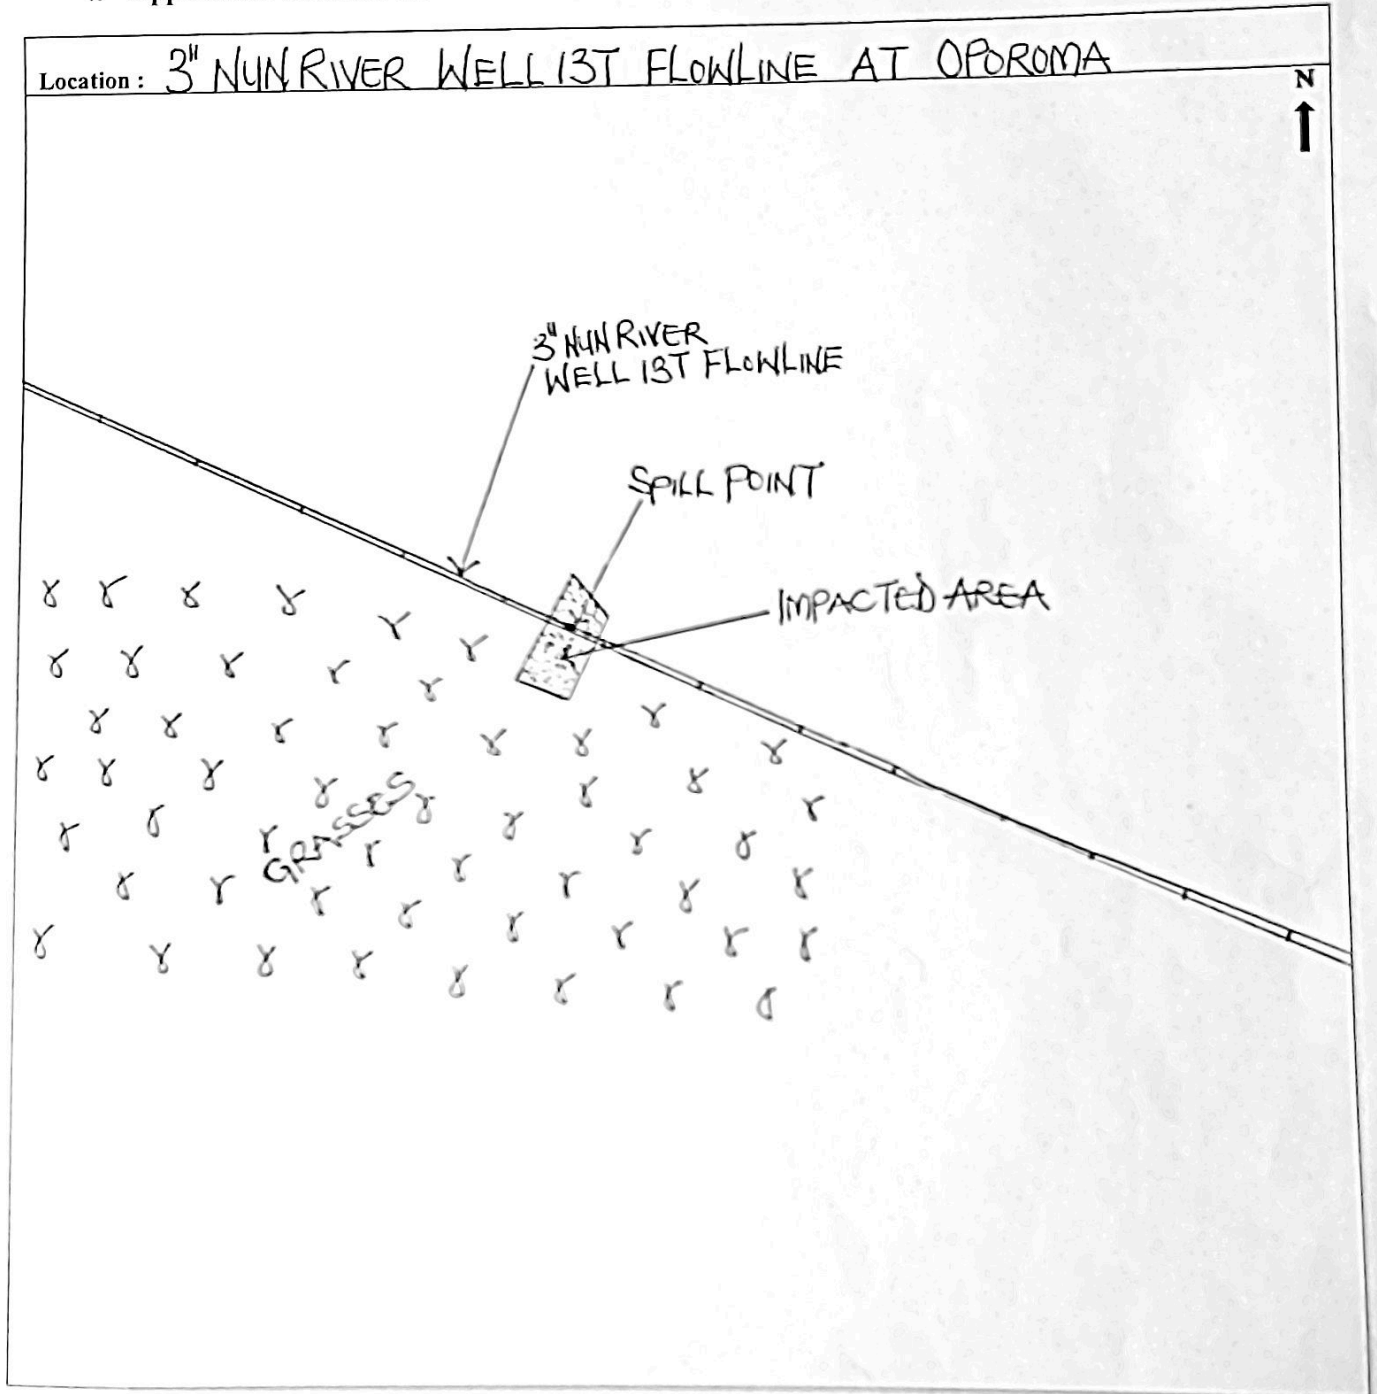 Location : 3" NUN RIVER WELL 13T FLOWLINE AT OPOROMA
N
3" NUN RIVER
WELL 13T FLOWLINE
SPILL POINT
IMPACTED AREA
GRASSES